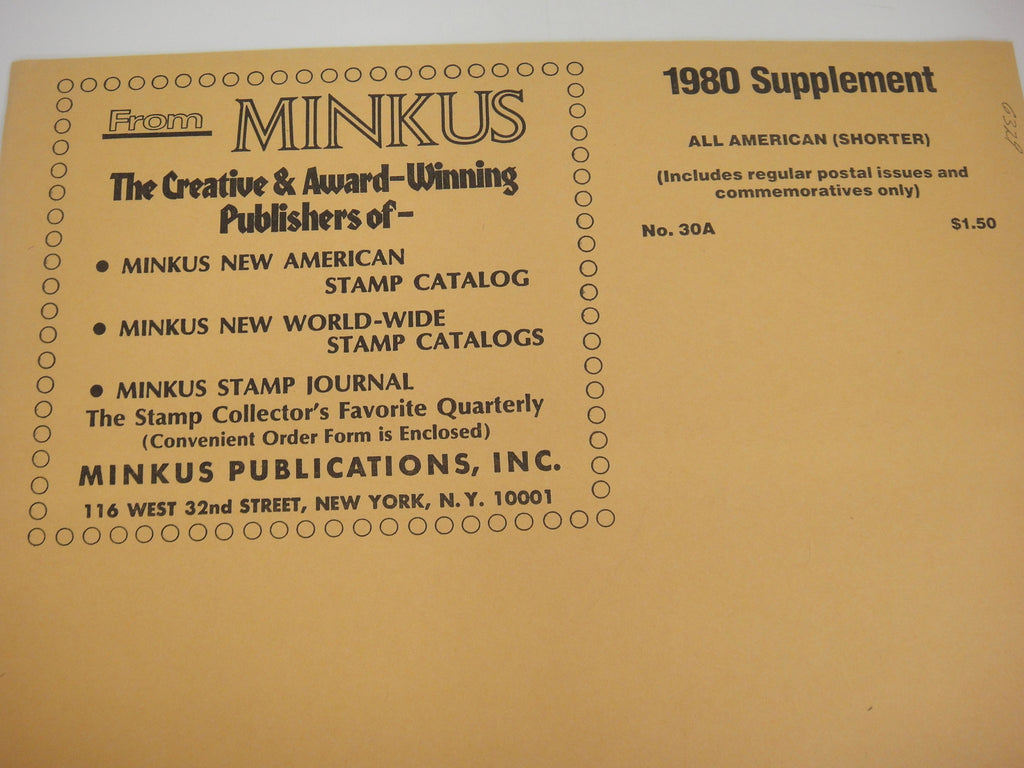 From MINKUS
The Creative & Award-Winning
Publishers of-
● MINKUS NEW AMERICAN
STAMP CATALOG
● MINKUS NEW WORLD-WIDE
STAMP CATALOGS
● MINKUS STAMP JOURNAL
The Stamp Collector's Favorite Quarterly
(Convenient Order Form is Enclosed)
MINKUS PUBLICATIONS, INC.
116 WEST 32nd STREET, NEW YORK, N.Y. 10001
1980 Supplement
ALL AMERICAN (SHORTER)
(Includes regular postal issues and
commemoratives only)
No. 30A $1.50